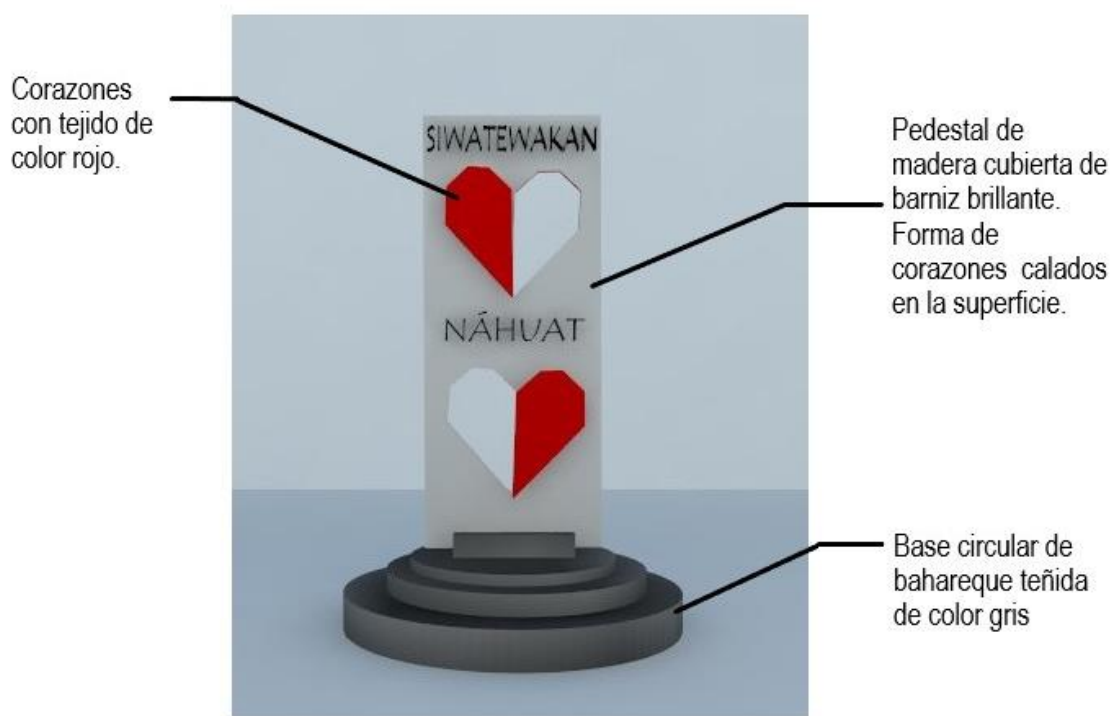 Corazones
con tejido de
color rojo.
SIWATEWAKAN
NÁHUAT
Pedestal de
madera cubierta de
barniz brillante.
Forma de
corazones calados
en la superficie.
Base circular de
bahareque teñida
de color gris